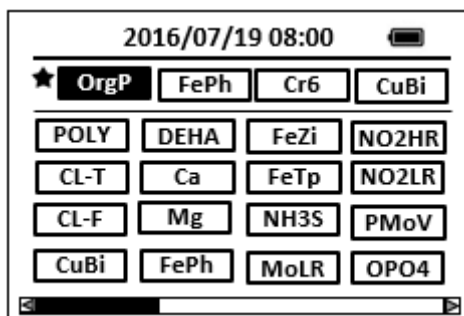 2016/07/19 08:00
OrgP FePh Cr6 CuBi
POLY DEHA FeZi NO2HR
CL-T Ca FeTp NO2LR
CL-F Mg NH3S PMoV
CuBi FePh MoLR OPO4